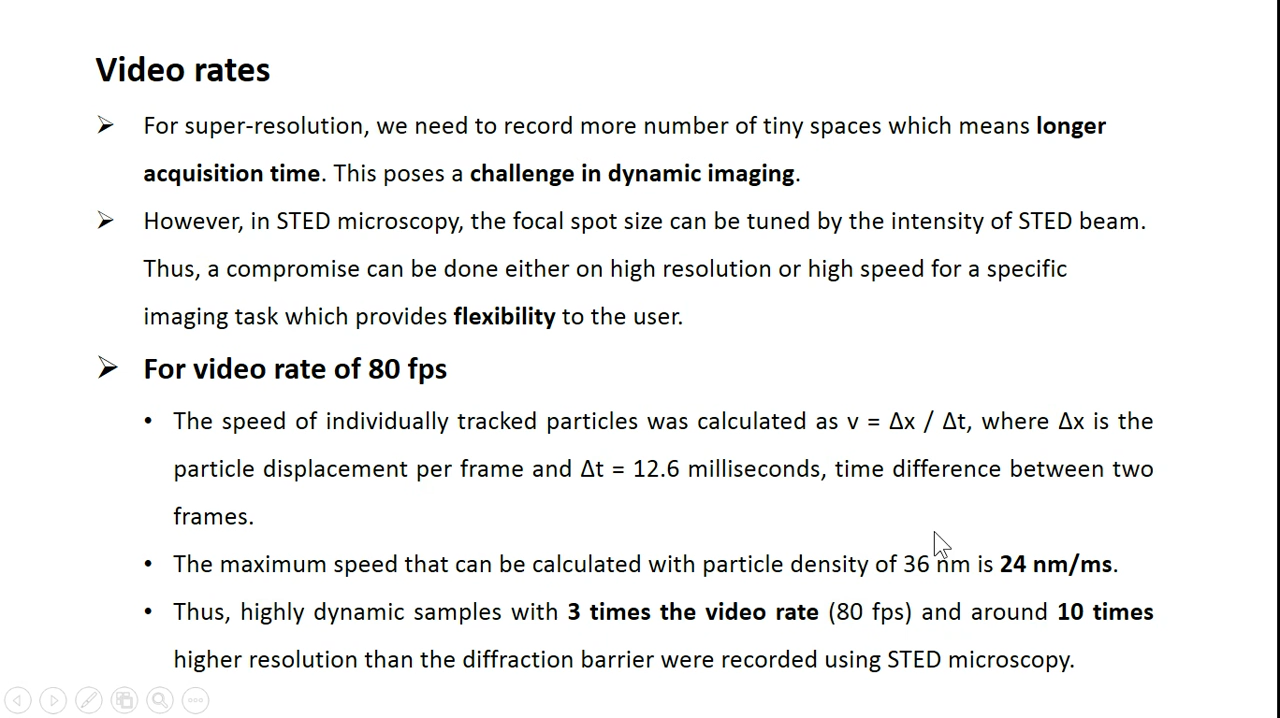 Video rates
➢ For super-resolution, we need to record more number of tiny spaces which means longer
acquisition time. This poses a challenge in dynamic imaging.
➢ However, in STED microscopy, the focal spot size can be tuned by the intensity of STED beam.
Thus, a compromise can be done either on high resolution or high speed for a specific
imaging task which provides flexibility to the user.
➢ For video rate of 80 fps
• The speed of individually tracked particles was calculated as v = Δx / Δt, where Δx is the
particle displacement per frame and Δt = 12.6 milliseconds, time difference between two
frames.
• The maximum speed that can be calculated with particle density of 36 nm is 24 nm/ms.
• Thus, highly dynamic samples with 3 times the video rate (80 fps) and around 10 times
higher resolution than the diffraction barrier were recorded using STED microscopy.